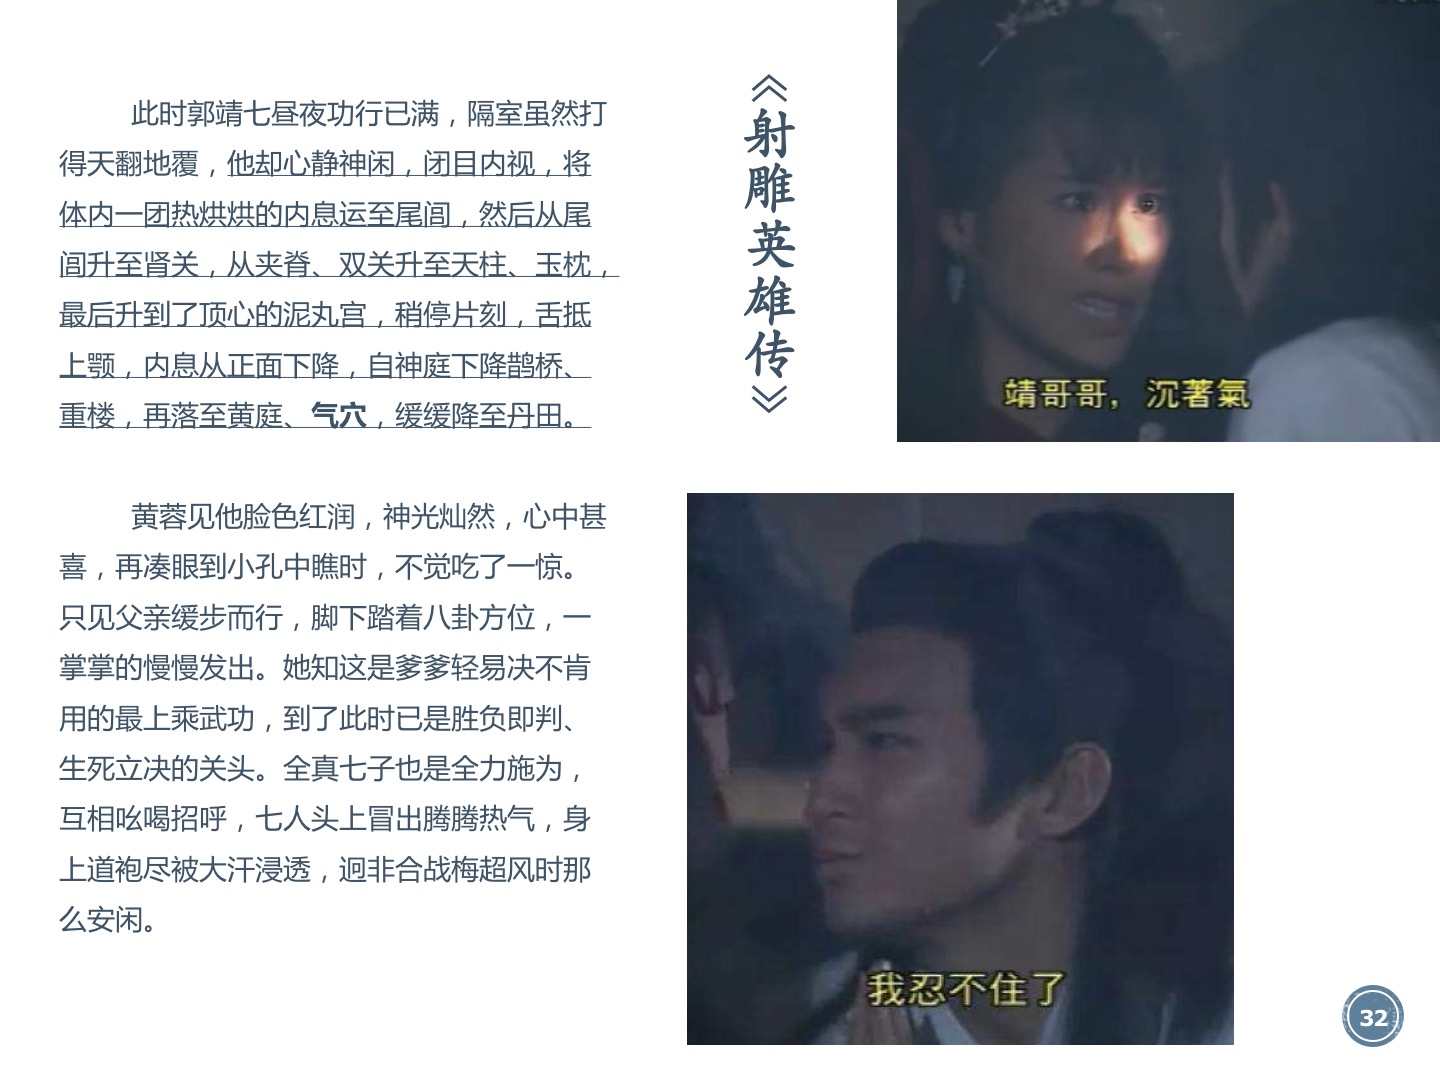 此时郭靖七昼夜功行已满，隔室虽然打
得天翻地覆，他却心静神闲，闭目内视，将
体内一团热烘烘的内息运至尾闾，然后从尾
闾升至肾关，从夹脊、双关升至天柱、玉枕，
最后升到了顶心的泥丸宫，稍停片刻，舌抵
上颚，内息从正面下降，自神庭下降鹊桥、
重楼，再落至黄庭、气穴，缓缓降至丹田。
黄蓉见他脸色红润，神光灿然，心中甚
喜，再凑眼到小孔中瞧时，不觉吃了一惊。
只见父亲缓步而行，脚下踏着八卦方位，一
掌掌的慢慢发出。她知这是爹爹轻易决不肯
用的最上乘武功，到了此时已是胜负即判、
生死立决的关头。全真七子也是全力施为，
互相吆喝招呼，七人头上冒出腾腾热气，身
上道袍尽被大汗浸透，迥非合战梅超风时那
么安闲。
《射雕英雄传》
靖哥哥，沉著氣
我忍不住了
32